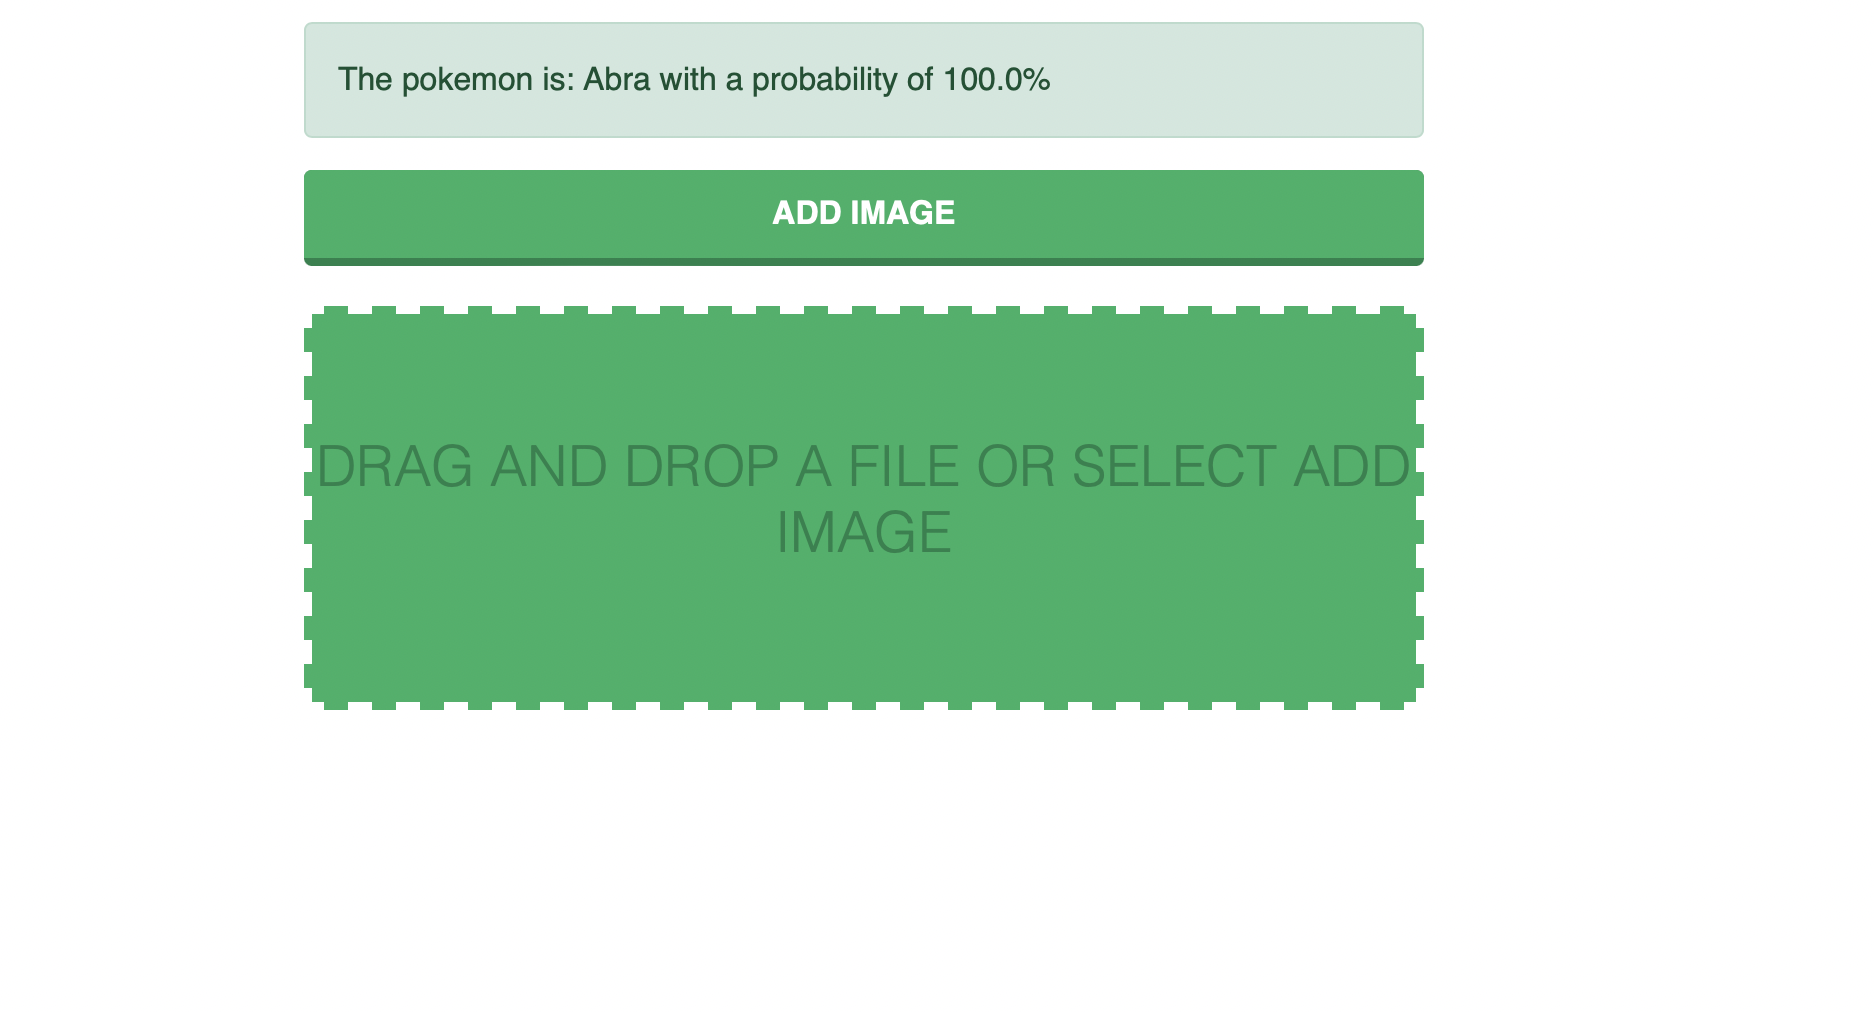 The pokemon is: Abra with a probability of 100.0%
ADD IMAGE
DRAG AND DROP A FILE OR SELECT ADD
IMAGE